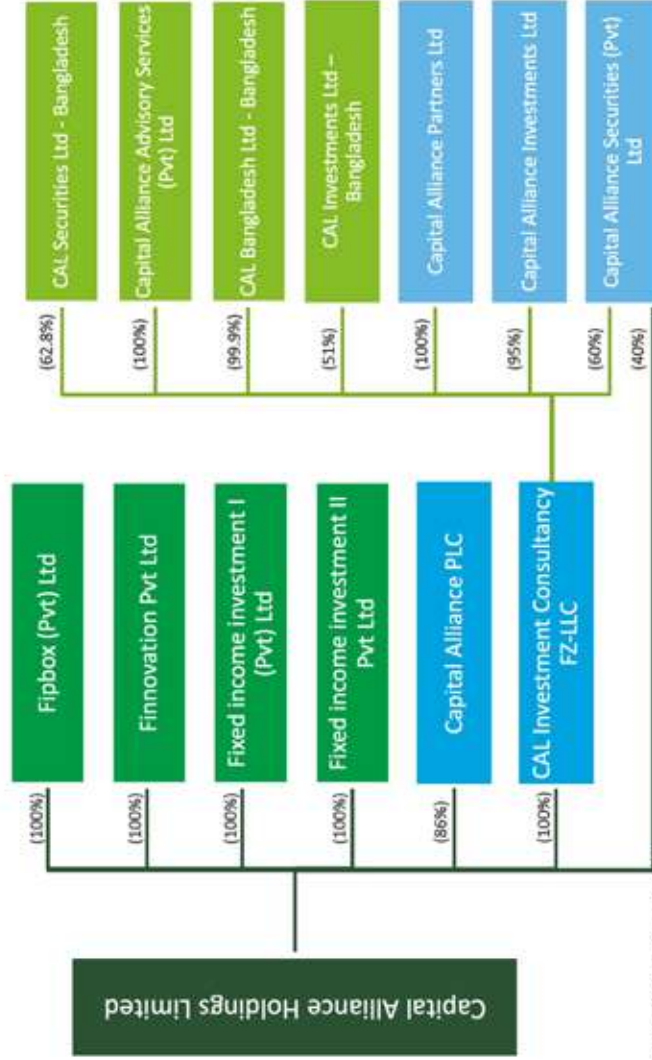 Capital Alliance Holdings Limited
(100%)
Fipbox (Pvt) Ltd
(100%)
Finnovation Pvt Ltd
(100%)
Fixed income investment I
(Pvt) Ltd
(100%)
Fixed income investment II
Pvt Ltd
(86%)
Capital Alliance PLC
(100%)
CAL Investment Consultancy
FZ-LLC
(62.8%)
CAL Securities Ltd - Bangladesh
(100%)
Capital Alliance Advisory Services
(Pvt) Ltd
(99.9%)
CAL Bangladesh Ltd - Bangladesh
(51%)
CAL Investments Ltd –
Bangladesh
(100%)
Capital Alliance Partners Ltd
(95%)
Capital Alliance Investments Ltd
(60%)
(40%)
Capital Alliance Securities (Pvt)
Ltd